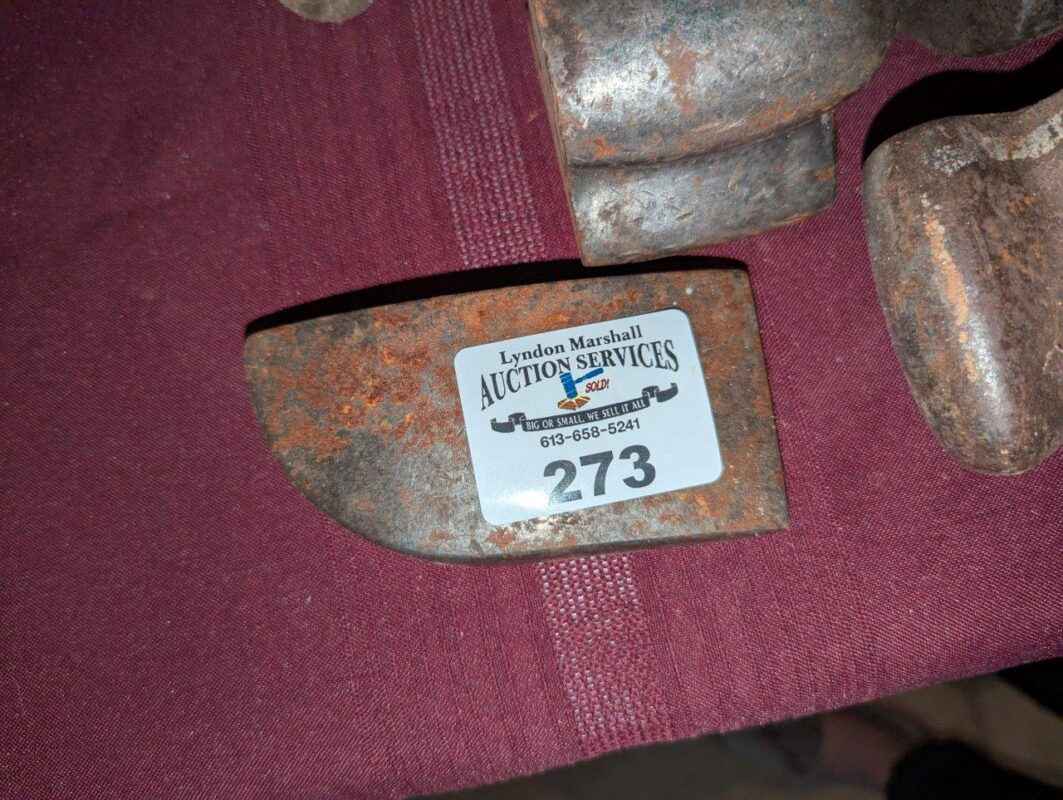 Lyndon Marshall
AUCTION SERVICES
SOLD!
BIG OR SMALL, WE SELL IT ALL
613-658-5241
273